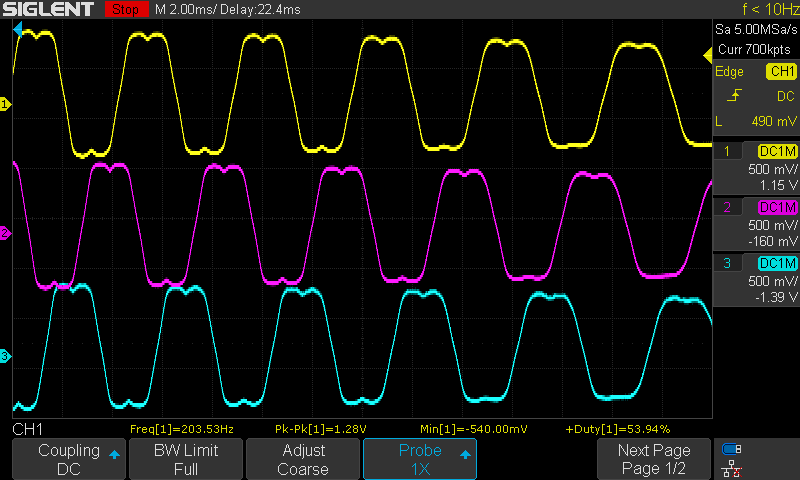 SIGLENT Stop M 2.00ms/ Delay:22.4ms f < 10Hz
Sa 5.00MSa/s
Curr 700kpts
Edge CH1
DC
L 490 mV
1 DC1M
500 mV/
1.15 V
2 DC1M
500 mV/
-160 mV
3 DC1M
500 mV/
-1.39 V
1
2
3
CH1 Freq[1]=203.53Hz Pk-Pk[1]=1.28V Min[1]=-540.00mV +Duty[1]=53.94%
Coupling BW Limit Adjust Probe Next Page
DC Full Coarse 1X Page 1/2